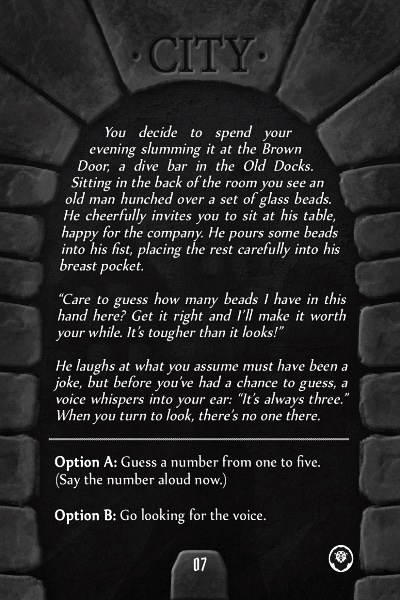 · CITY ·
You decide to spend your
evening slumming it at the Brown
Door, a dive bar in the Old Docks.
Sitting in the back of the room you see an
old man hunched over a set of glass beads.
He cheerfully invites you to sit at his table,
happy for the company. He pours some beads
into his fist, placing the rest carefully into his
breast pocket.
“Care to guess how many beads I have in this
hand here? Get it right and I’ll make it worth
your while. It’s tougher than it looks!”
He laughs at what you assume must have been a
joke, but before you’ve had a chance to guess, a
voice whispers into your ear: “It’s always three.”
When you turn to look, there’s no one there.
Option A: Guess a number from one to five.
(Say the number aloud now.)
Option B: Go looking for the voice.
07